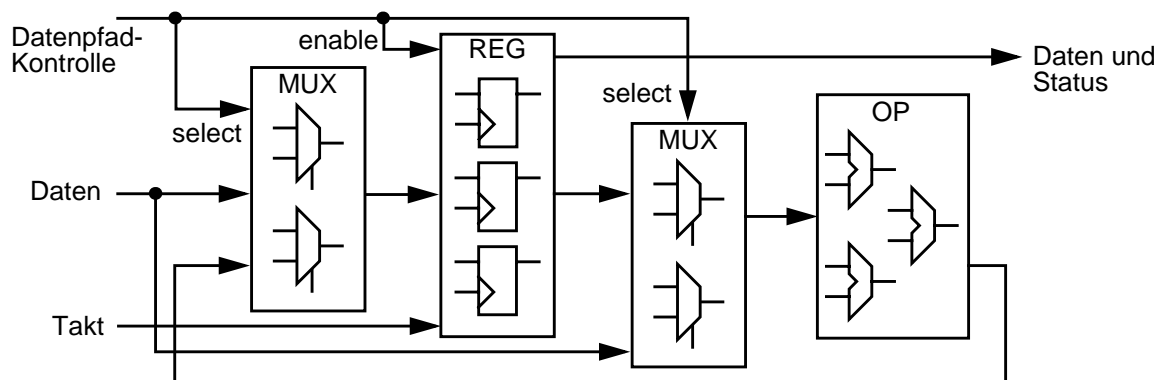 Datenpfad-
Kontrolle
enable
REG
Daten und
Status
MUX
select
select
MUX
OP
Daten
Takt